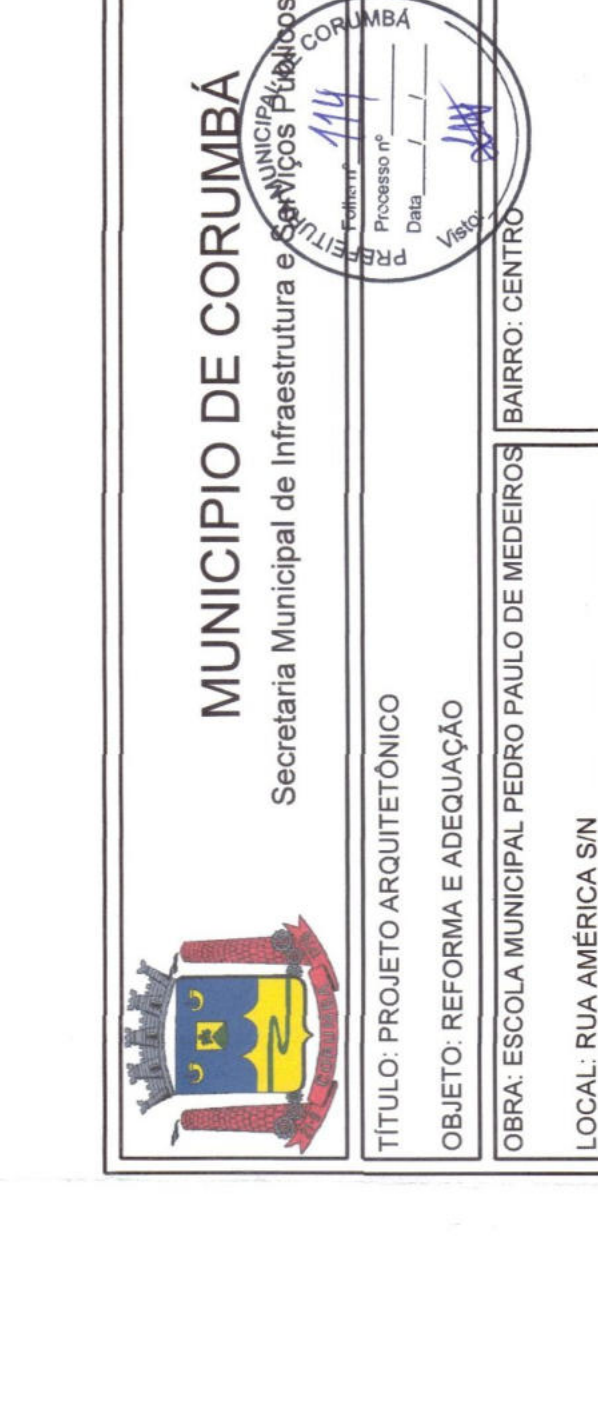 MUNICIPIO DE CORUMBÁ
Secretaria Municipal de Infraestrutura e Serviços Públicos
PREFEITURA MUNICIPAL DE CORUMBÁ
Folha nº 114
Processo nº
Data / /
Visto:
TÍTULO: PROJETO ARQUITETÔNICO
OBJETO: REFORMA E ADEQUAÇÃO
OBRA: ESCOLA MUNICIPAL PEDRO PAULO DE MEDEIROS
BAIRRO: CENTRO
LOCAL: RUA AMÉRICA S/N
CORUMBÁ